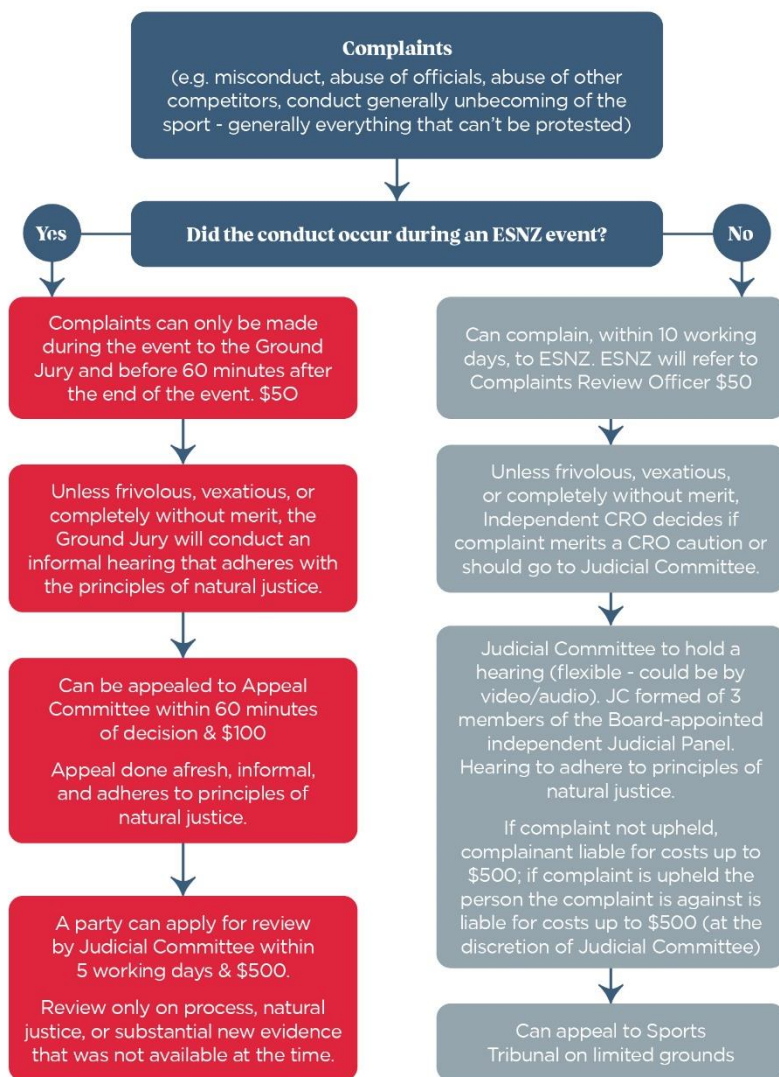 Complaints
(e.g. misconduct, abuse of officials, abuse of other
competitors, conduct generally unbecoming of the
sport - generally everything that can't be protested)
Yes
Did the conduct occur during an ESNZ event?
No
Complaints can only be made
during the event to the Ground
Jury and before 60 minutes after
the end of the event. $50
Unless frivolous, vexatious, or
completely without merit, the
Ground Jury will conduct an
informal hearing that adheres with
the principles of natural justice.
Can be appealed to Appeal
Committee within 60 minutes
of decision & $100
Appeal done afresh, informal,
and adheres to principles of
natural justice.
A party can apply for review
by Judicial Committee within
5 working days & $500.
Review only on process, natural
justice, or substantial new evidence
that was not available at the time.
Can complain, within 10 working
days, to ESNZ. ESNZ will refer to
Complaints Review Officer $50
Unless frivolous, vexatious,
or completely without merit,
Independent CRO decides if
complaint merits a CRO caution or
should go to Judicial Committee.
Judicial Committee to hold a
hearing (flexible - could be by
video/audio). JC formed of 3
members of the Board-appointed
independent Judicial Panel.
Hearing to adhere to principles of
natural justice.
If complaint not upheld,
complainant liable for costs up to
$500; if complaint is upheld the
person the complaint is against is
liable for costs up to $500 (at the
discretion of Judicial Committee)
Can appeal to Sports
Tribunal on limited grounds